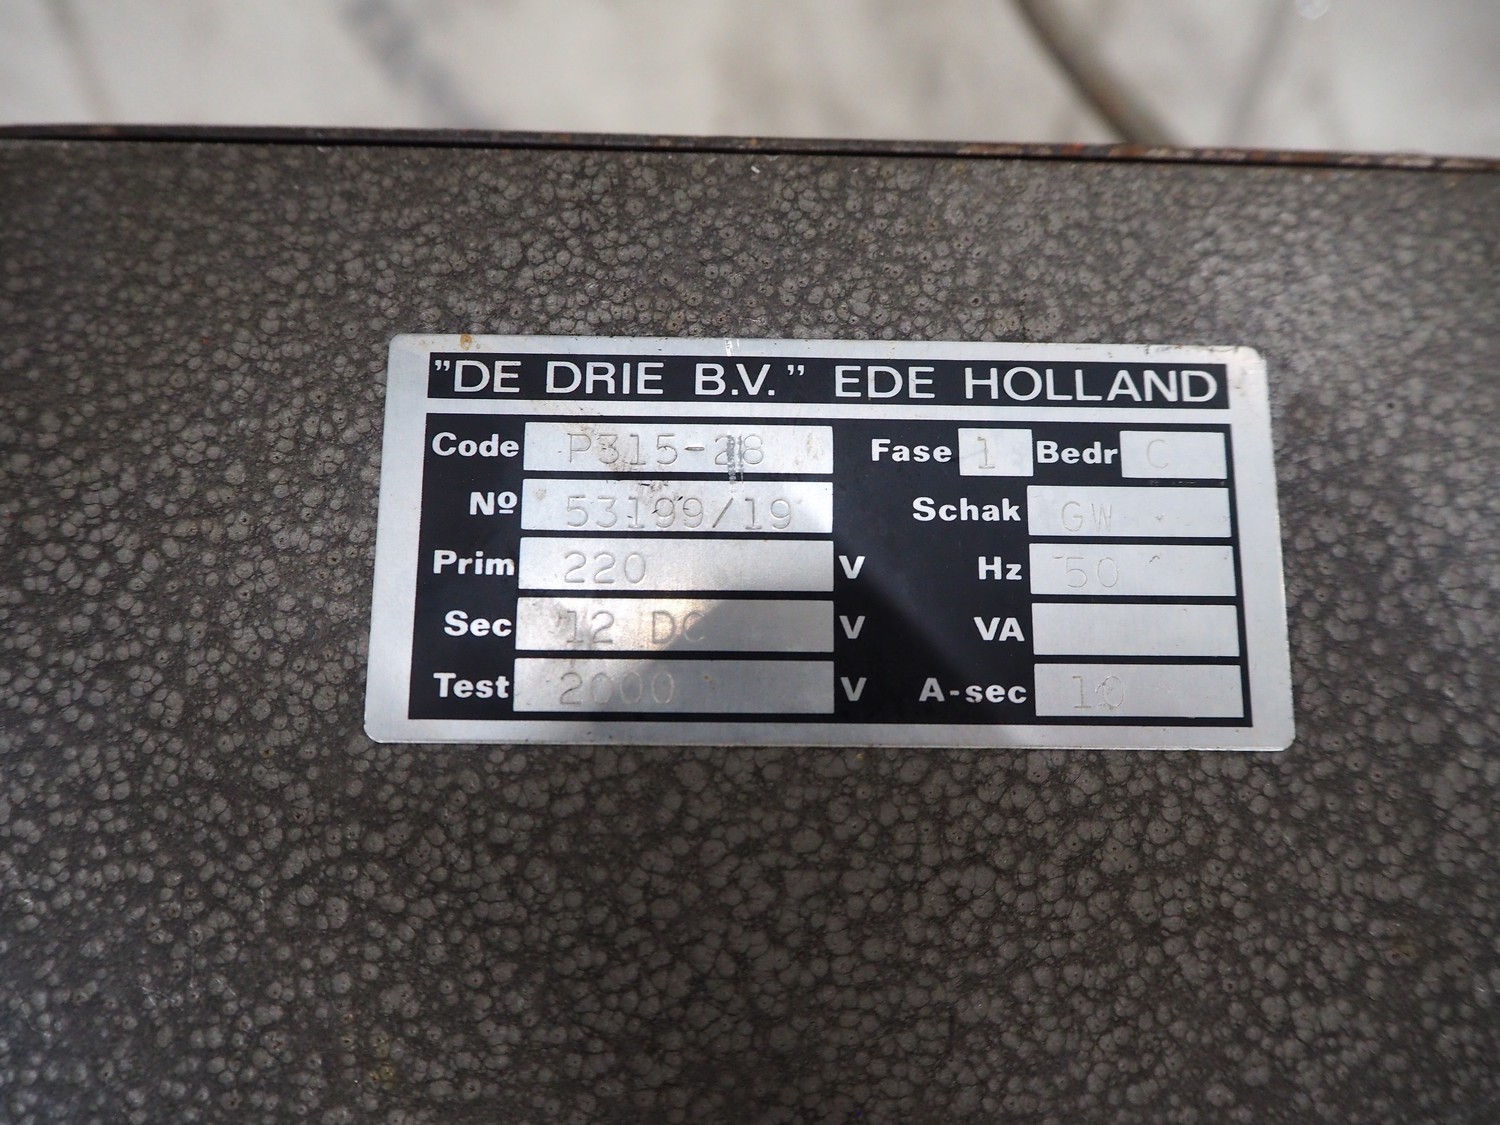 "DE DRIE B.V." EDE HOLLAND
Code P315-28 Fase 1 Bedr C
Nº 53199/19 Schak GW
Prim 220 V Hz 50
Sec 12 DC V VA
Test 2000 V A-sec 10